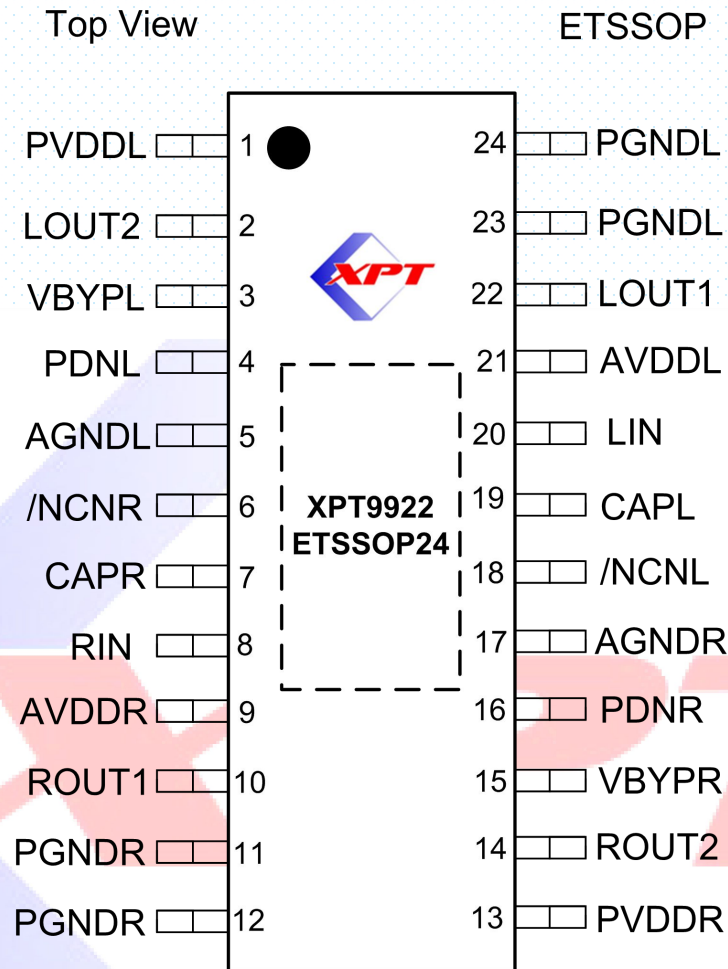 Top View ETSSOP
PVDDL 1 24 PGNDL
LOUT2 2 23 PGNDL
XPT
VBYPL 3 22 LOUT1
PDNL 4 21 AVDDL
AGNDL 5 20 LIN
/NCNR 6 19 CAPL
XPT9922
ETSSOP24
CAPR 7 18 /NCNL
RIN 8 17 AGNDR
AVDDR 9 16 PDNR
ROUT1 10 15 VBYPR
PGNDR 11 14 ROUT2
PGNDR 12 13 PVDDR